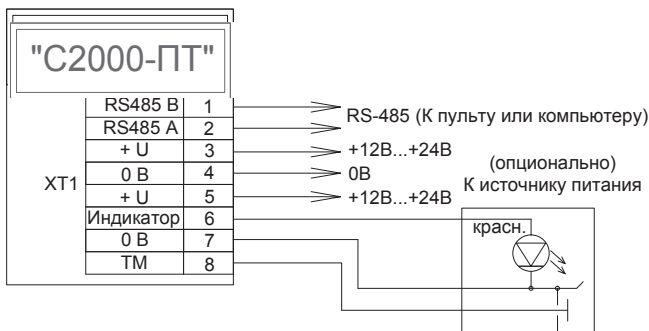 "С2000-ПТ"
RS485 B 1
RS485 A 2
+ U 3
0 В 4
+ U 5
Индикатор 6
0 В 7
ТМ 8
XT1
RS-485 (К пульту или компьютеру)
+12В...+24В
0В
+12В...+24В
(опционально)
К источнику питания
красн.